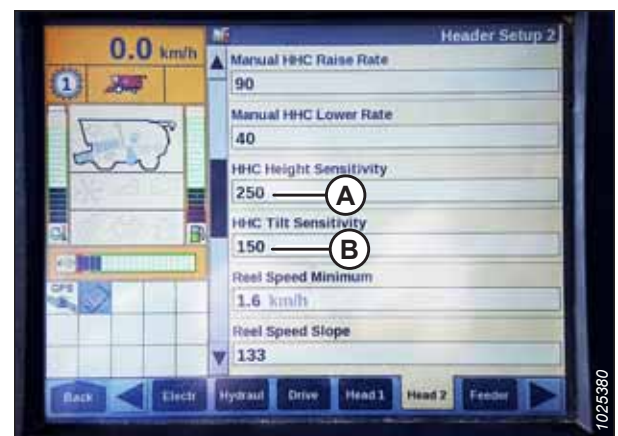 Header Setup 2
0.0 km/h
1
Manual HHC Raise Rate
90
Manual HHC Lower Rate
40
HHC Height Sensitivity
250
A
HHC Tilt Sensitivity
150
B
Reel Speed Minimum
1.6 km/h
GPS
Reel Speed Slope
133
Back
Electr
Hydraul
Drive
Head 1
Head 2
Feeder
1025380